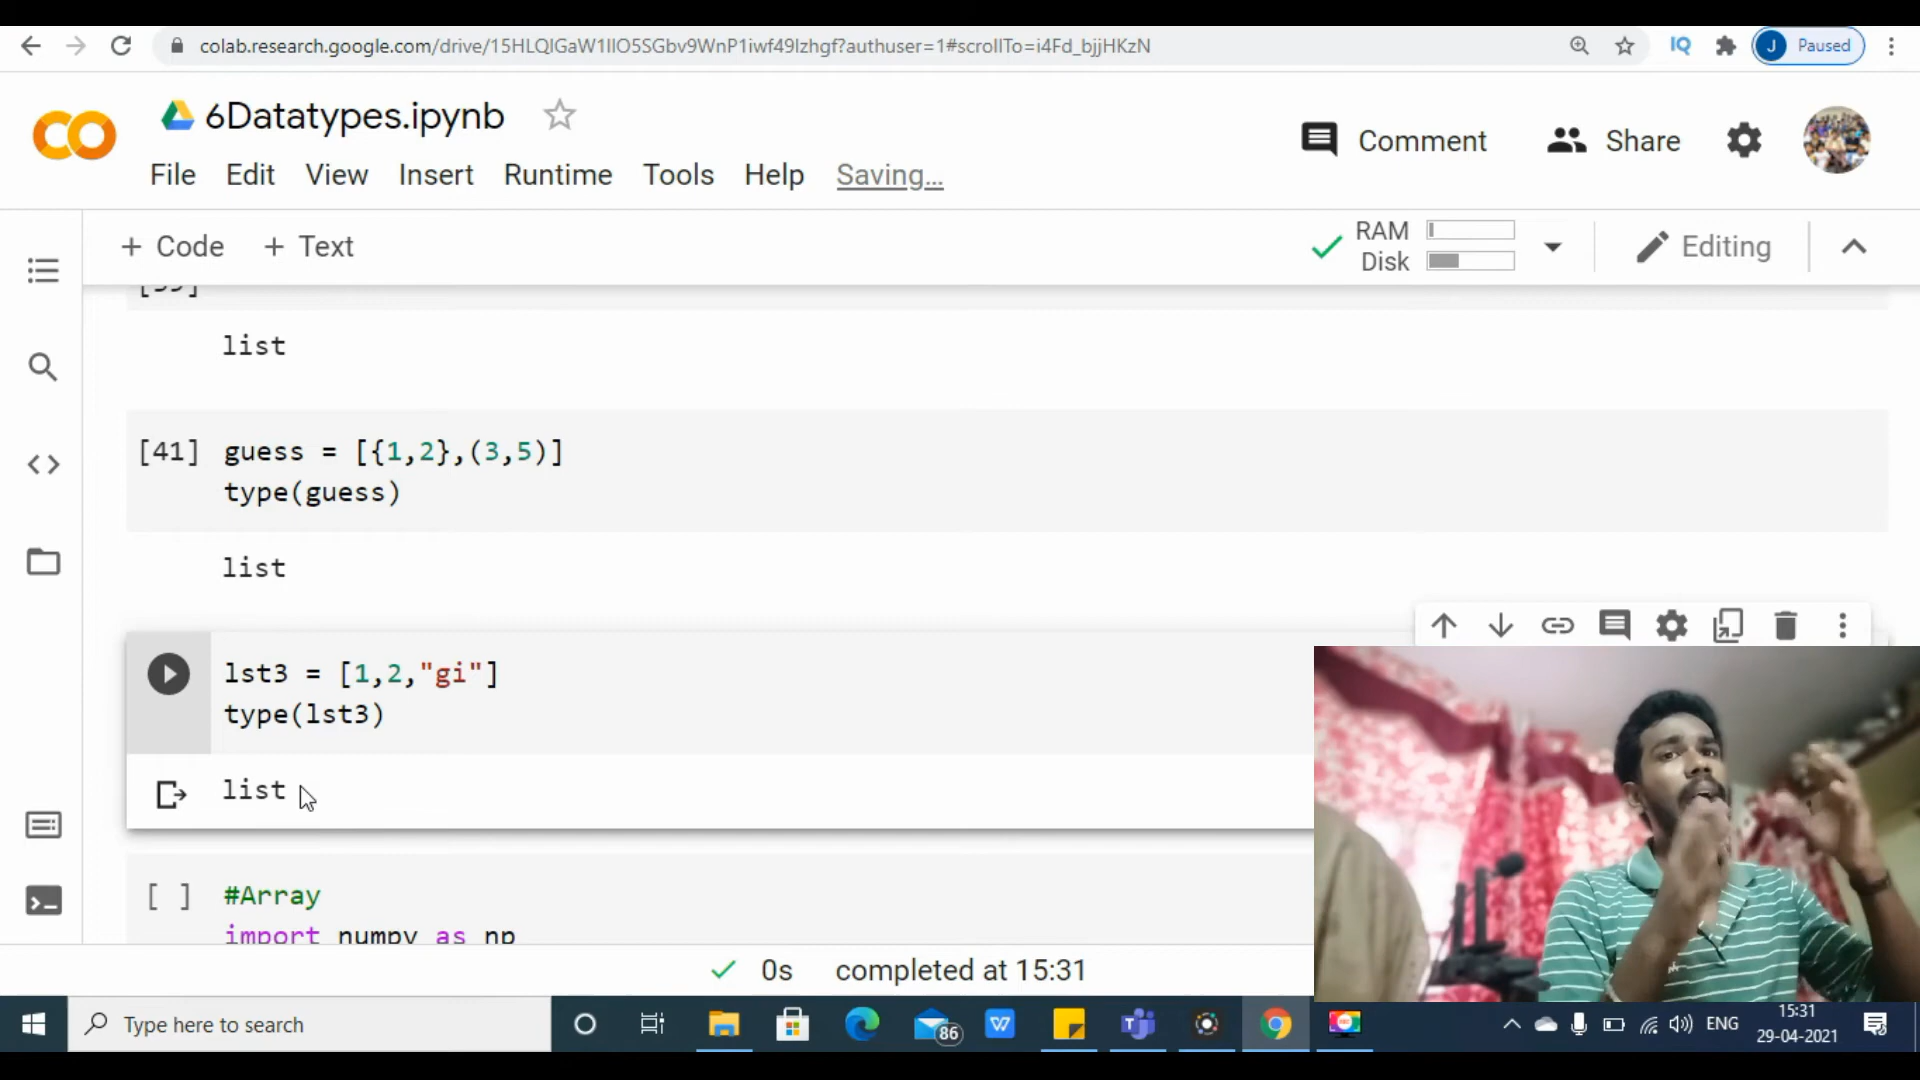 colab.research.google.com/drive/15HLQJGaW1IlO5SGbv9WnP1iwf49lzhgf?authuser=1#scrollTo=i4Fd_bjjHKzN
IQ
J Paused
6Datatypes.ipynb
Comment
Share
File Edit View Insert Runtime Tools Help Saving...
+ Code + Text
RAM
Disk
Editing
[39]
list
[41] guess = [{1,2},(3,5)]
type(guess)
list
lst3 = [1,2,"gi"]
type(lst3)
list
[ ] #Array
import numpy as np
0s completed at 15:31
Type here to search
86
W
ENG
15:31
29-04-2021